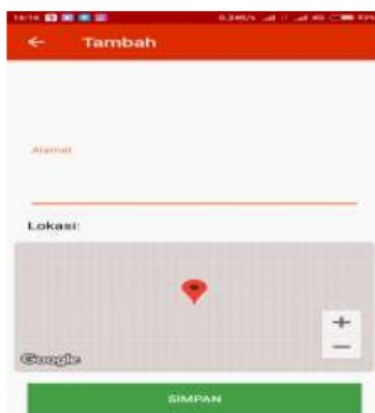 Tambah
Alamat
Lokasi:
+
−
Google
SIMPAN